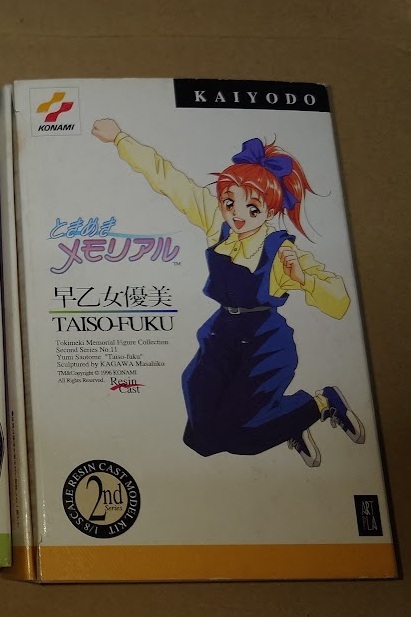 KAIYODO
KONAMI
ときめき
メモリアル™
早乙女優美
TAISO-FUKU
Tokimeki Memorial Figure Collection
Second Series No.11
Yumi Saotome "Taiso-fuku"
Sculptured by KAGAWA Masahiko
TM&Copyright © 1996 KONAMI
All Rights Reserved.
Resin
Cast
1/8 SCALE RESIN CAST MODEL KIT
2nd
Series
ART
PLA